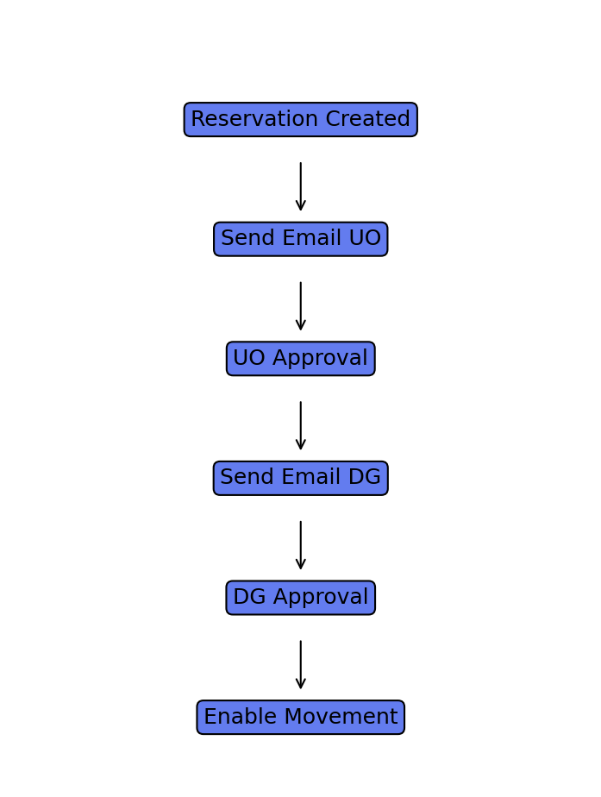 Reservation Created
Send Email UO
UO Approval
Send Email DG
DG Approval
Enable Movement